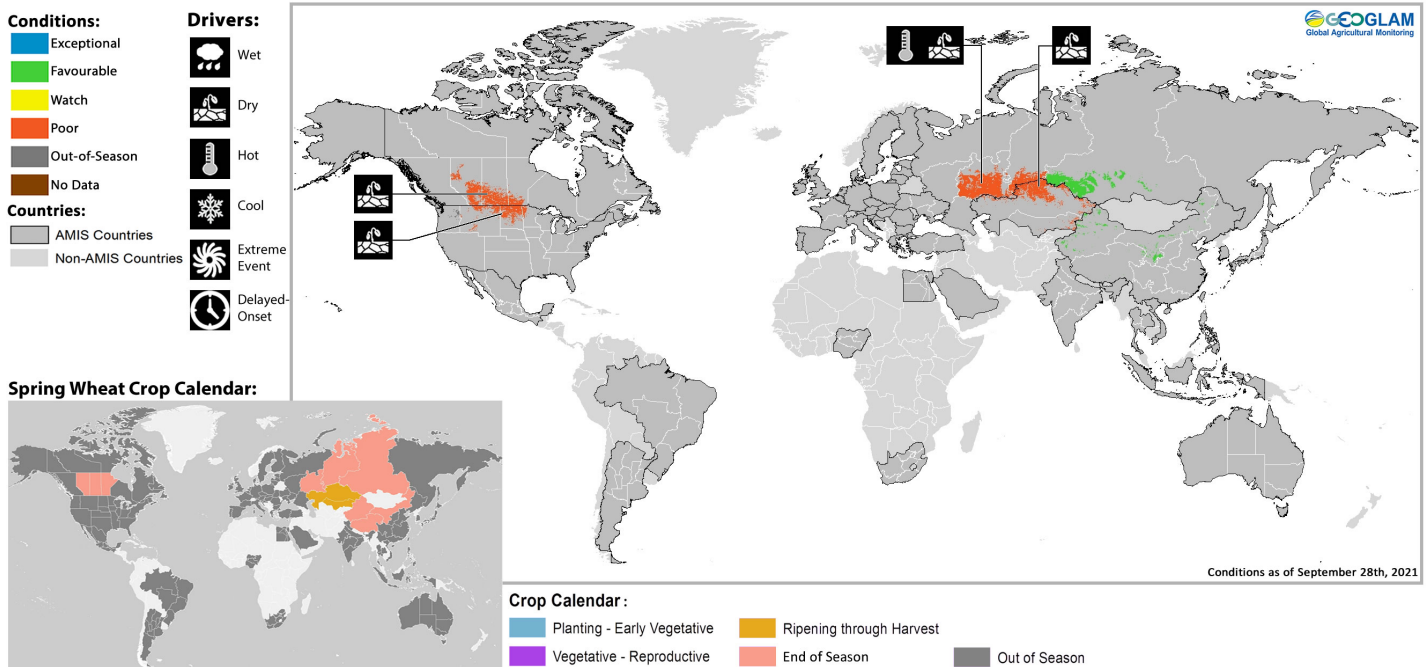 Conditions:
Exceptional
Favourable
Watch
Poor
Out-of-Season
No Data
Countries:
AMIS Countries
Non-AMIS Countries
Drivers:
Wet
Dry
Hot
Cool
Extreme
Event
Delayed-
Onset
GEOGLAM
Global Agricultural Monitoring
Conditions as of September 28th, 2021
Spring Wheat Crop Calendar:
Crop Calendar :
Planting - Early Vegetative
Vegetative - Reproductive
Ripening through Harvest
End of Season
Out of Season